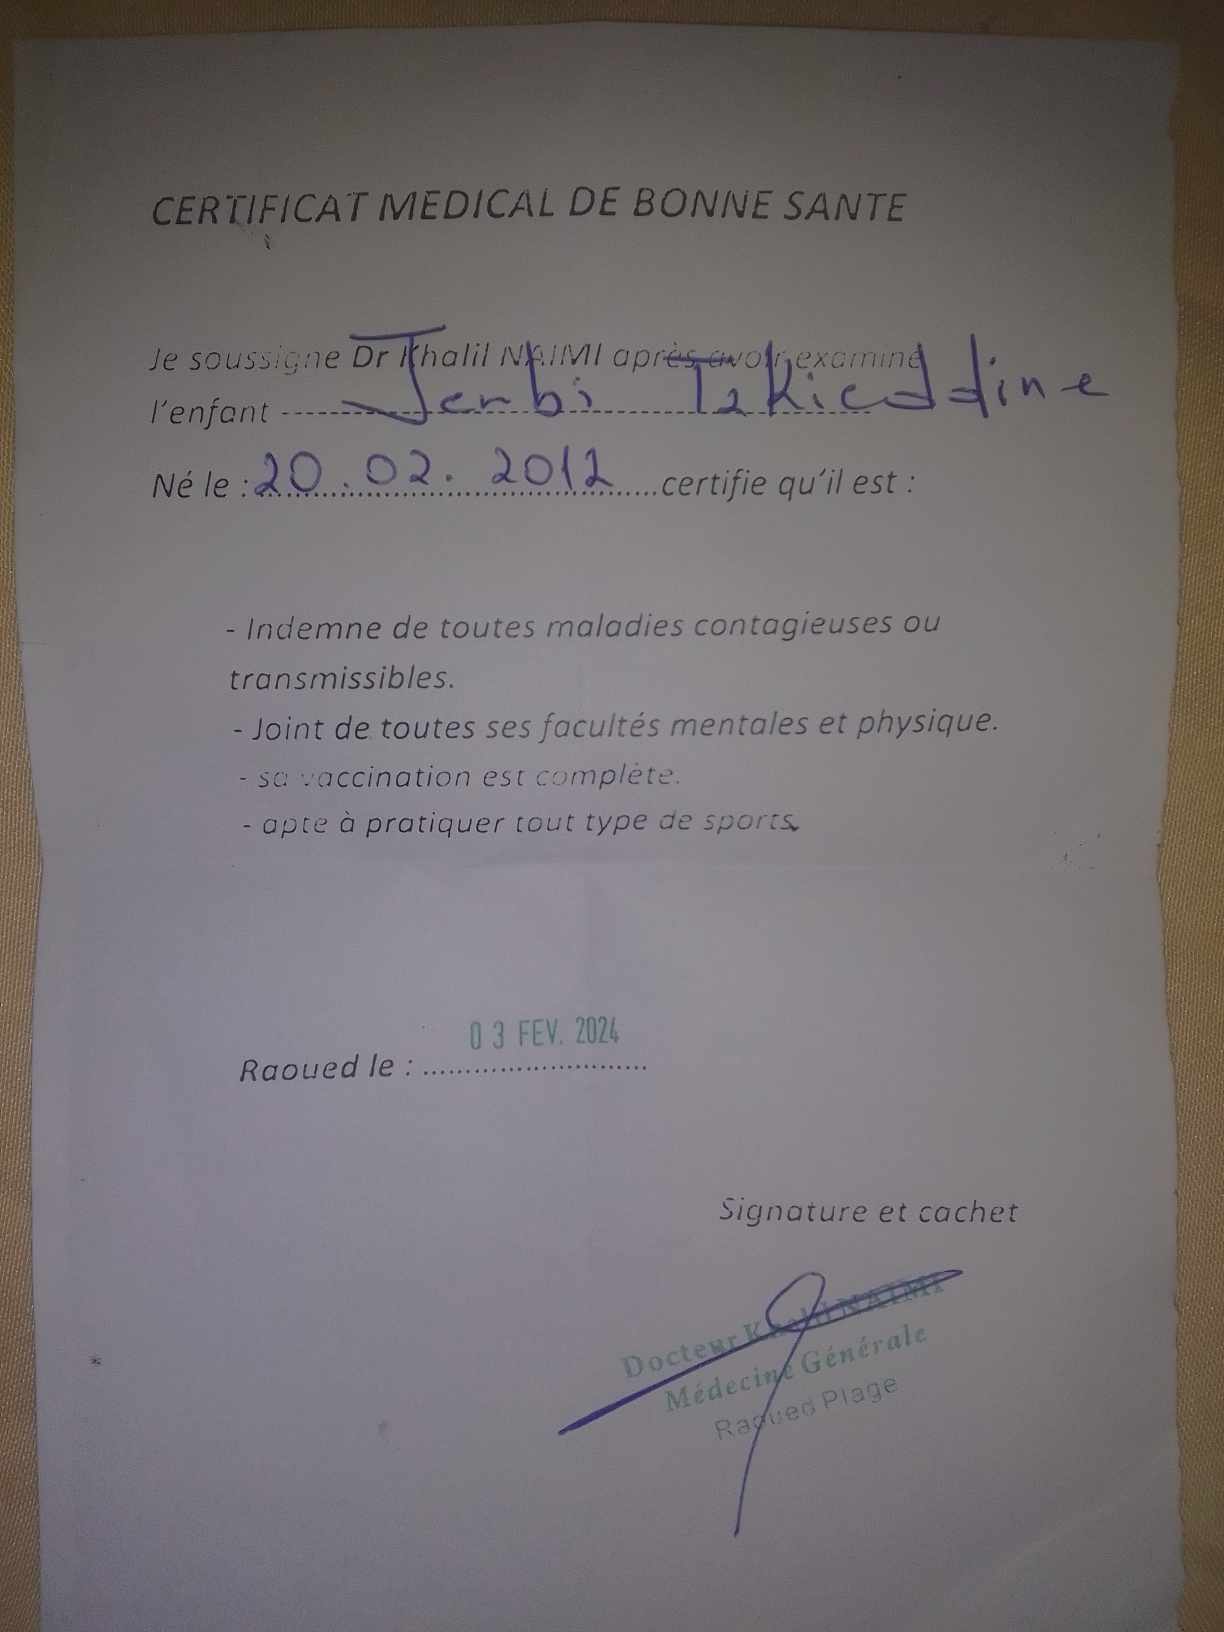 CERTIFICAT MEDICAL DE BONNE SANTE
Je soussigne Dr Khalil NAIMI après avoir examiné
l'enfant Jerbi Takieddine
Né le : 20.02.2012 certifie qu'il est :
- Indemne de toutes maladies contagieuses ou
transmissibles.
- Joint de toutes ses facultés mentales et physique.
- sa vaccination est complète.
- apte à pratiquer tout type de sports.
03 FEV. 2024
Raoued le :
Signature et cachet
Docteur Khalil NAIMI
Médecine Générale
Raoued Plage